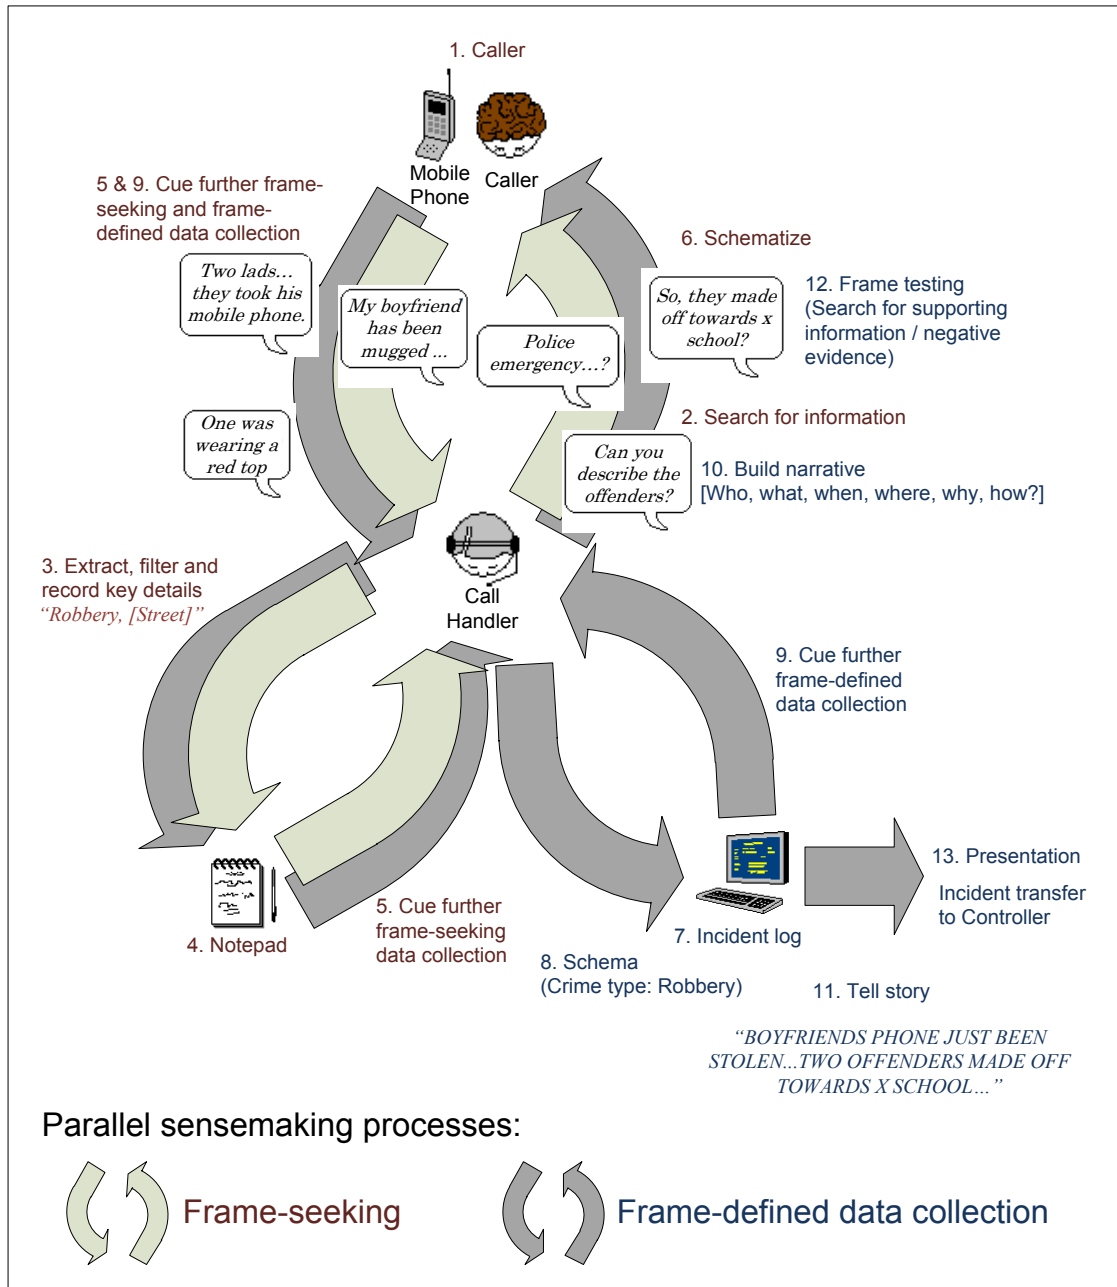 1. Caller
Mobile
Phone
Caller
5 & 9. Cue further frame-
seeking and frame-
defined data collection
Two lads…
they took his
mobile phone.
My boyfriend
has been
mugged ...
Police
emergency…?
6. Schematize
So, they made
off towards x
school?
12. Frame testing
(Search for supporting
information / negative
evidence)
One was
wearing a
red top
2. Search for information
Can you
describe the
offenders?
10. Build narrative
[Who, what, when, where, why, how?]
3. Extract, filter and
record key details
“Robbery, [Street]”
Call
Handler
9. Cue further
frame-defined
data collection
4. Notepad
5. Cue further
frame-seeking
data collection
7. Incident log
8. Schema
(Crime type: Robbery)
13. Presentation
Incident transfer
to Controller
11. Tell story
“BOYFRIENDS PHONE JUST BEEN
STOLEN...TWO OFFENDERS MADE OFF
TOWARDS X SCHOOL…”
Parallel sensemaking processes:
Frame-seeking
Frame-defined data collection